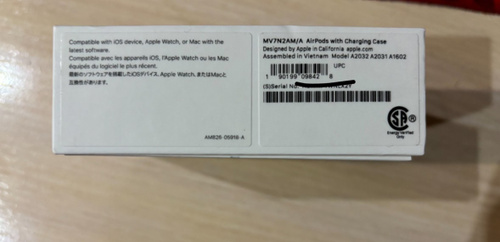 Compatible with iOS device, Apple Watch, or Mac with the
latest software.
Compatible avec les appareils iOS, l'Apple Watch ou les Mac
équipés du logiciel le plus récent.
最新のソフトウェアを搭載したiOSデバイス、Apple Watch、またはMacと
互換性があります。
MV7N2AM/A AirPods with Charging Case
Designed by Apple in California apple.com
Assembled in Vietnam Model A2032 A2031 A1602
UPC
1 90199 09842 8
(S)Serial No.
SA
Energy Verified